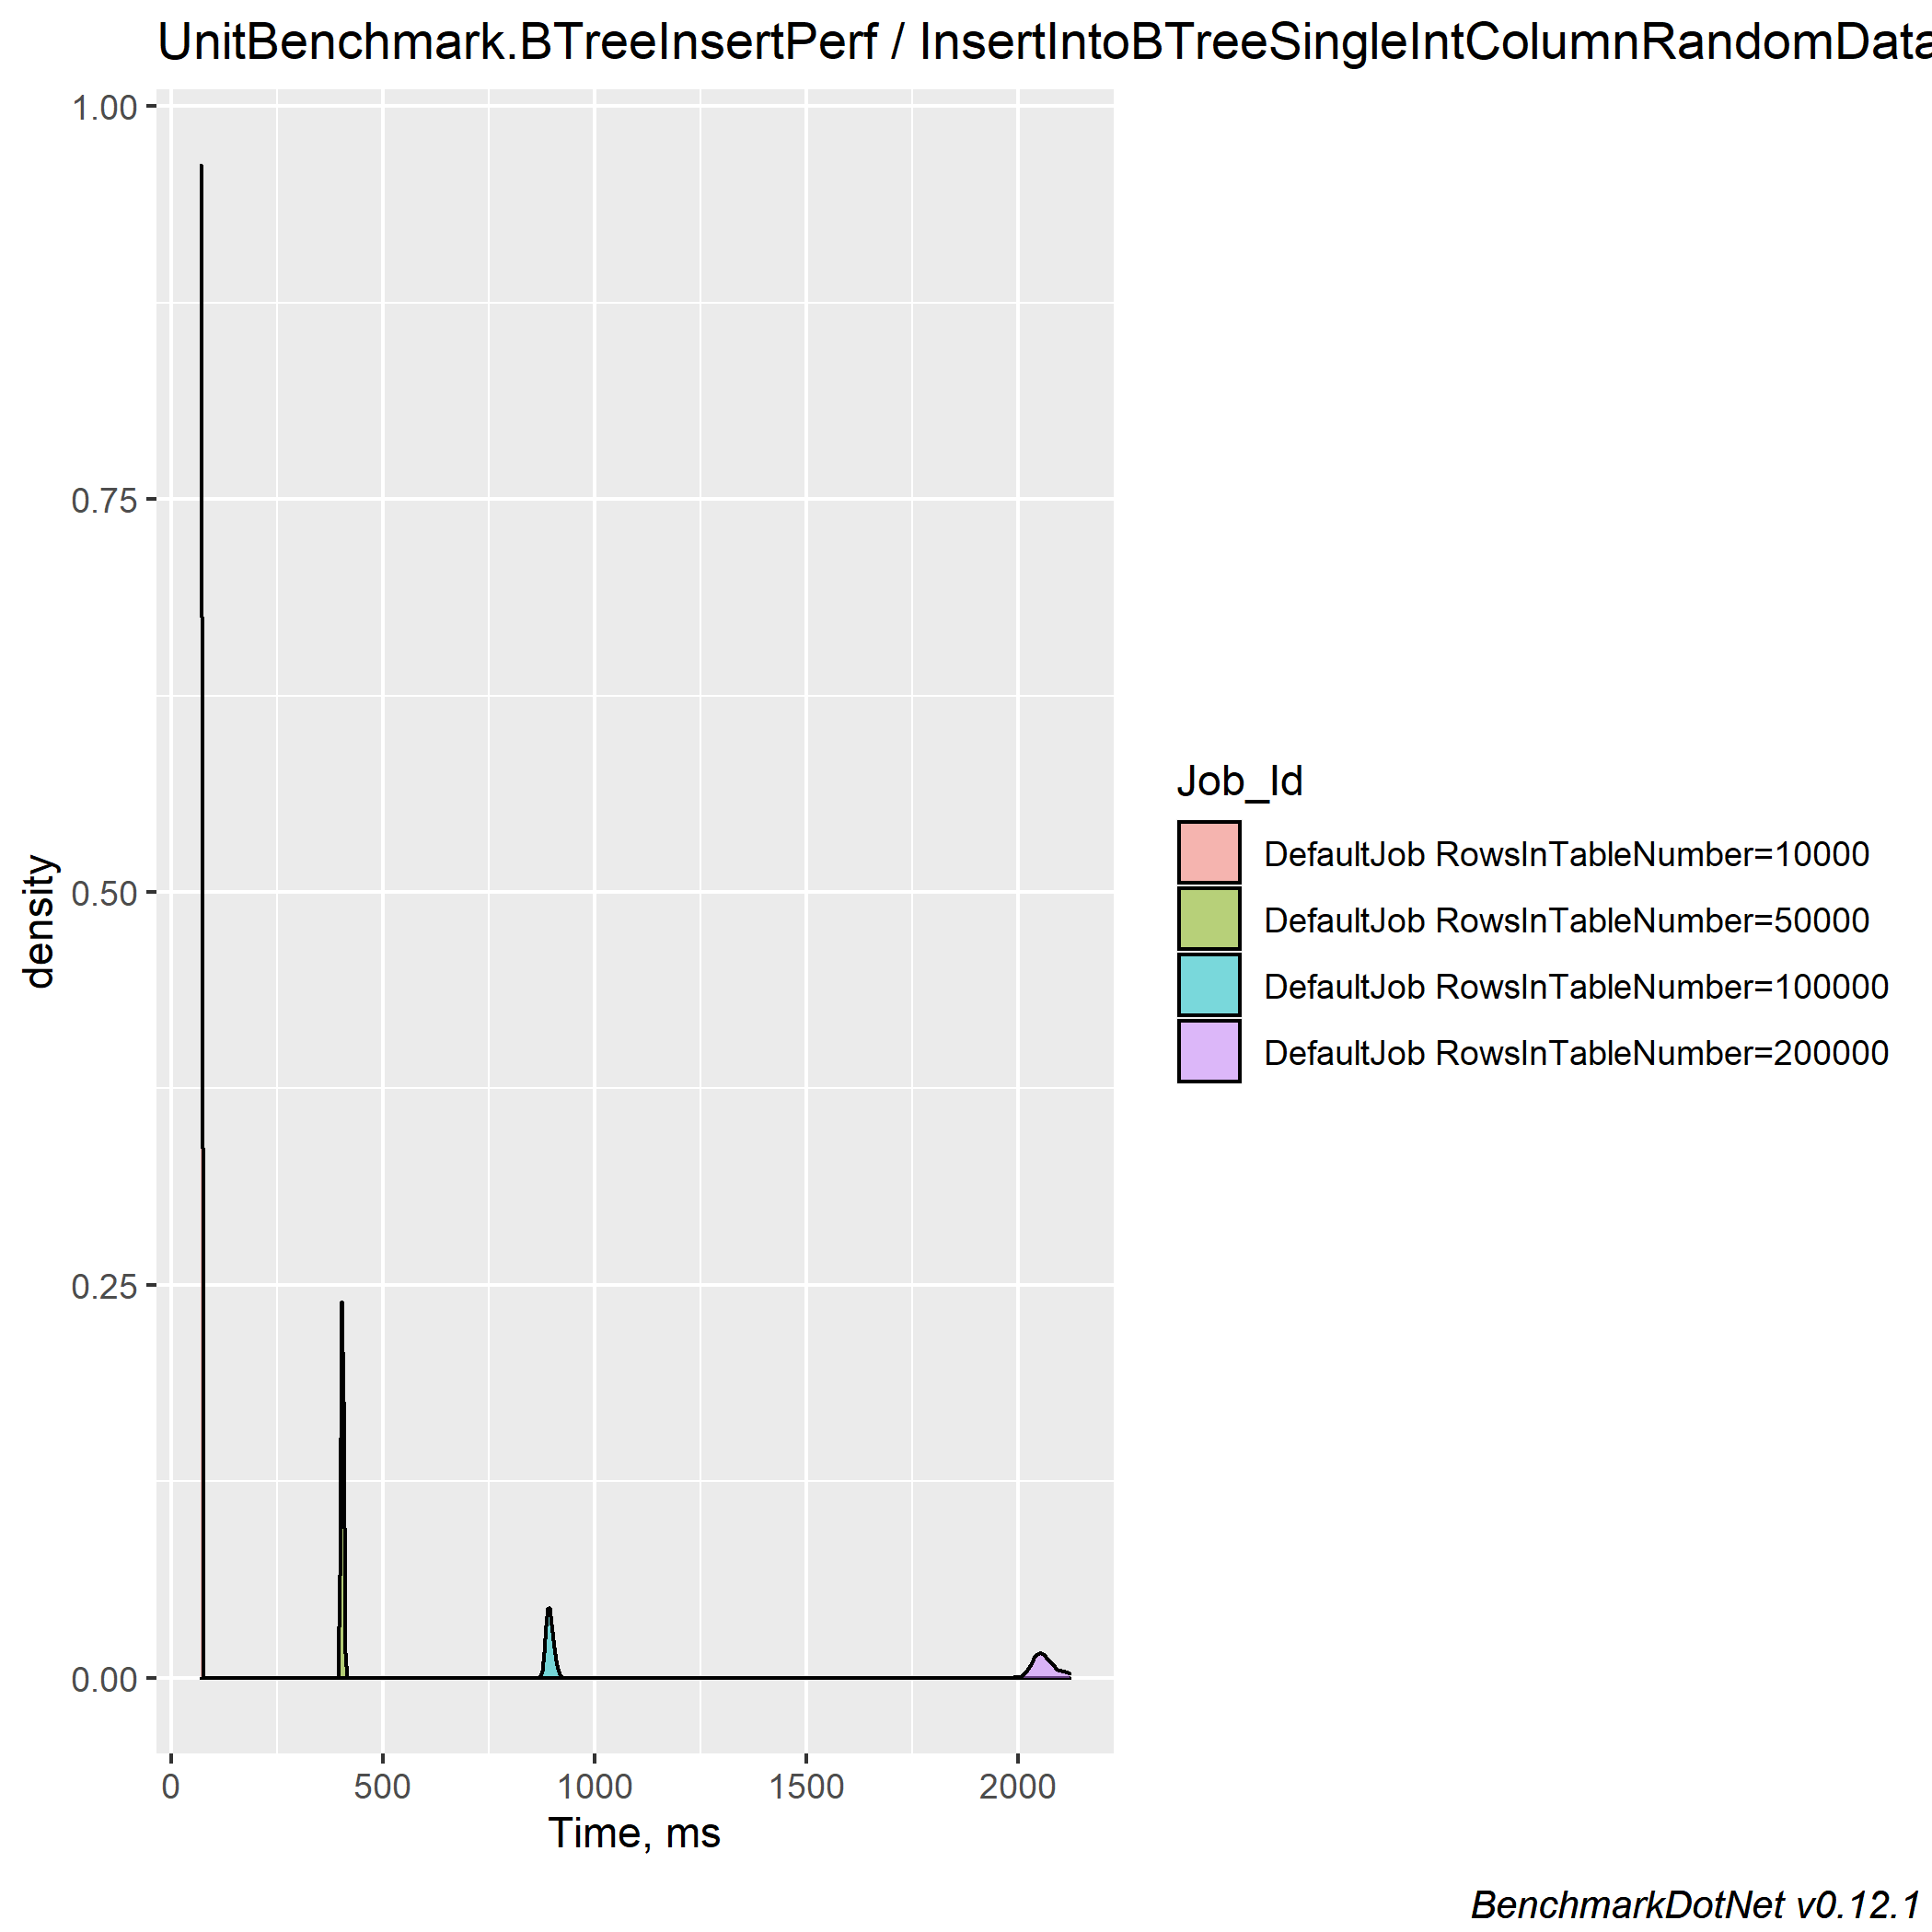 UnitBenchmark.BTreeInsertPerf / InsertIntoBTreeSingleIntColumnRandomData
1.00
0.75
0.50
0.25
0.00
density
0 500 1000 1500 2000
Time, ms
Job_Id
DefaultJob RowsInTableNumber=10000
DefaultJob RowsInTableNumber=50000
DefaultJob RowsInTableNumber=100000
DefaultJob RowsInTableNumber=200000
BenchmarkDotNet v0.12.1